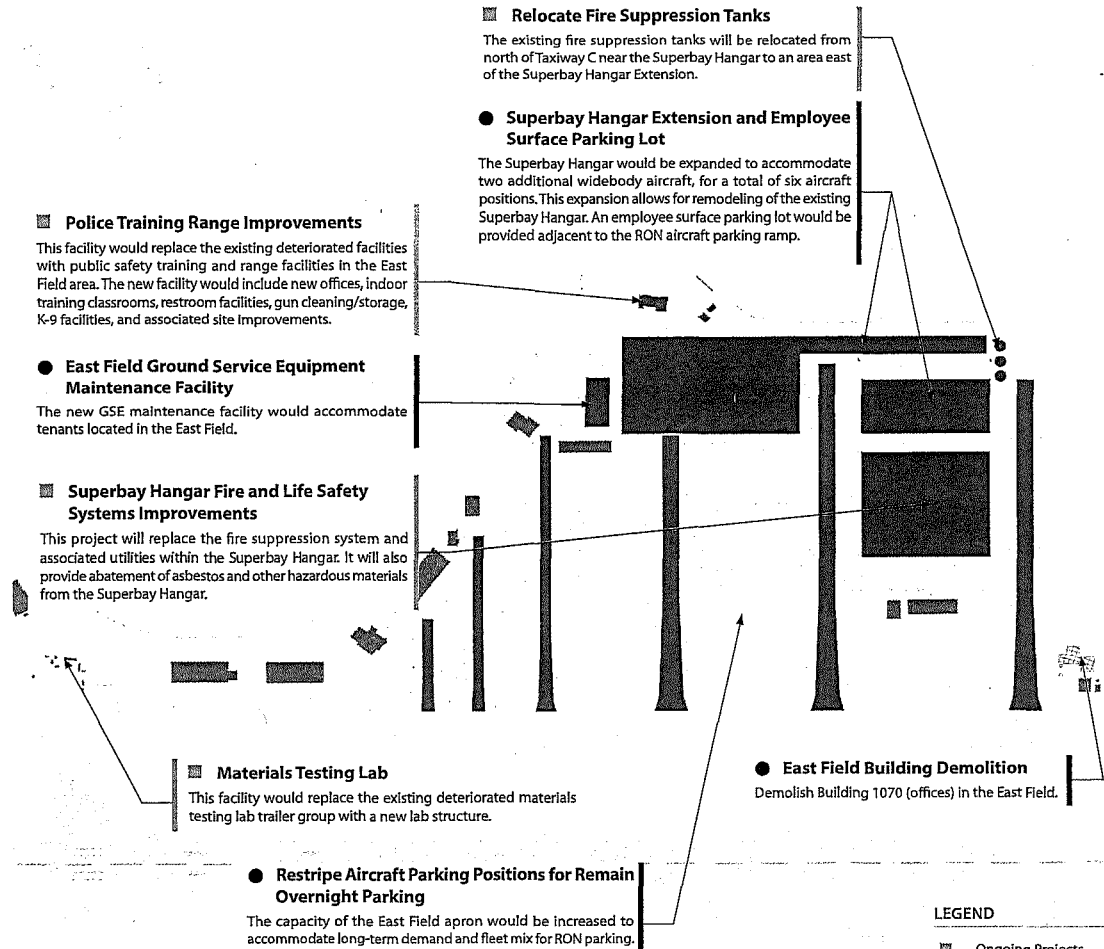 Relocate Fire Suppression Tanks
The existing fire suppression tanks will be relocated from
north of Taxiway C near the Superbay Hangar to an area east
of the Superbay Hangar Extension.
Superbay Hangar Extension and Employee
Surface Parking Lot
The Superbay Hangar would be expanded to accommodate
two additional widebody aircraft, for a total of six aircraft
positions. This expansion allows for remodeling of the existing
Superbay Hangar. An employee surface parking lot would be
provided adjacent to the RON aircraft parking ramp.
Police Training Range Improvements
This facility would replace the existing deteriorated facilities
with public safety training and range facilities in the East
Field area. The new facility would include new offices, indoor
training classrooms, restroom facilities, gun cleaning/storage,
K-9 facilities, and associated site improvements.
East Field Ground Service Equipment
Maintenance Facility
The new GSE maintenance facility would accommodate
tenants located in the East Field.
Superbay Hangar Fire and Life Safety
Systems Improvements
This project will replace the fire suppression system and
associated utilities within the Superbay Hangar. It will also
provide abatement of asbestos and other hazardous materials
from the Superbay Hangar.
Materials Testing Lab
This facility would replace the existing deteriorated materials
testing lab trailer group with a new lab structure.
East Field Building Demolition
Demolish Building 1070 (offices) in the East Field.
Restripe Aircraft Parking Positions for Remain
Overnight Parking
The capacity of the East Field apron would be increased to
accommodate long-term demand and fleet mix for RON parking.
LEGEND
Ongoing Projects